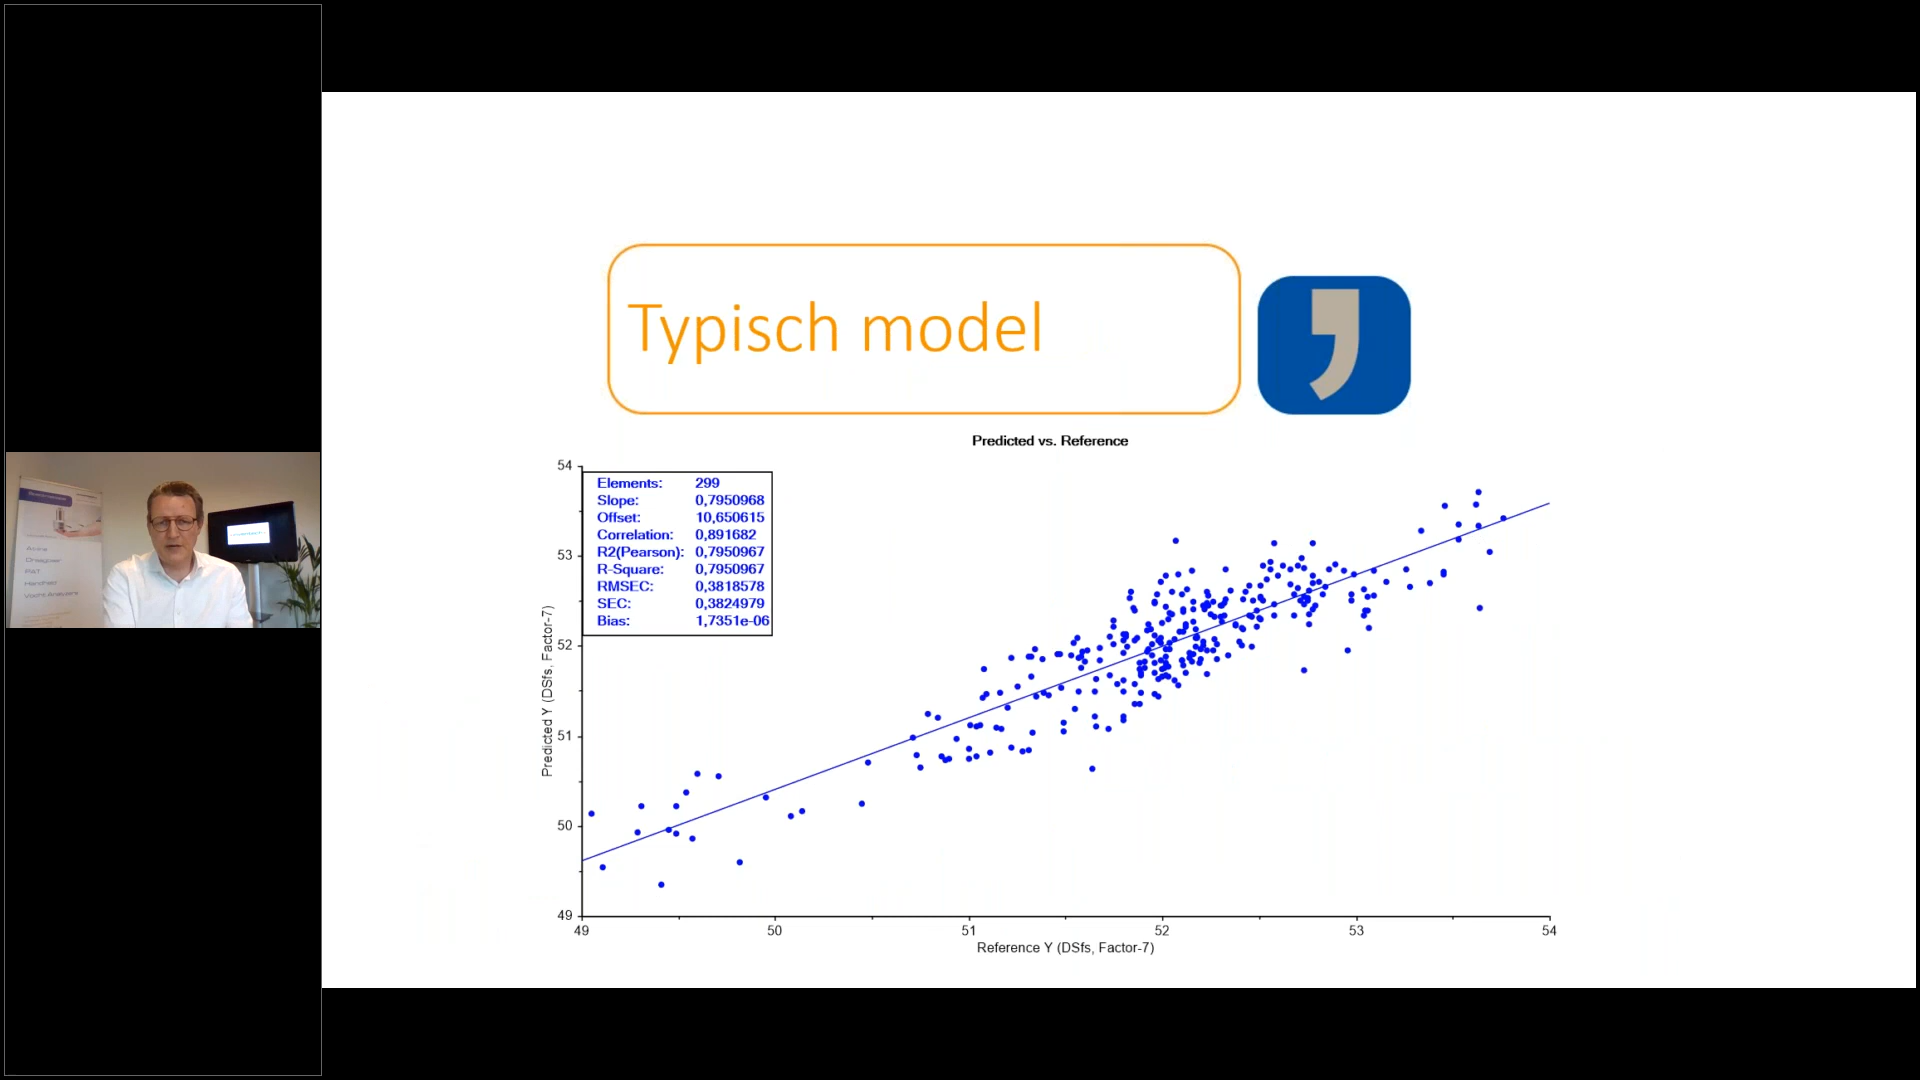 Typisch model
Predicted vs. Reference
Elements: 299
Slope: 0,7950968
Offset: 10,650615
Correlation: 0,891682
R2(Pearson): 0,7950967
R-Square: 0,7950967
RMSEC: 0,3818578
SEC: 0,3824979
Bias: 1,7351e-06
Predicted Y (DSfs, Factor-7)
54
53
52
51
50
49
49 50 51 52 53 54
Reference Y (DSfs, Factor-7)
PAT
Handheld